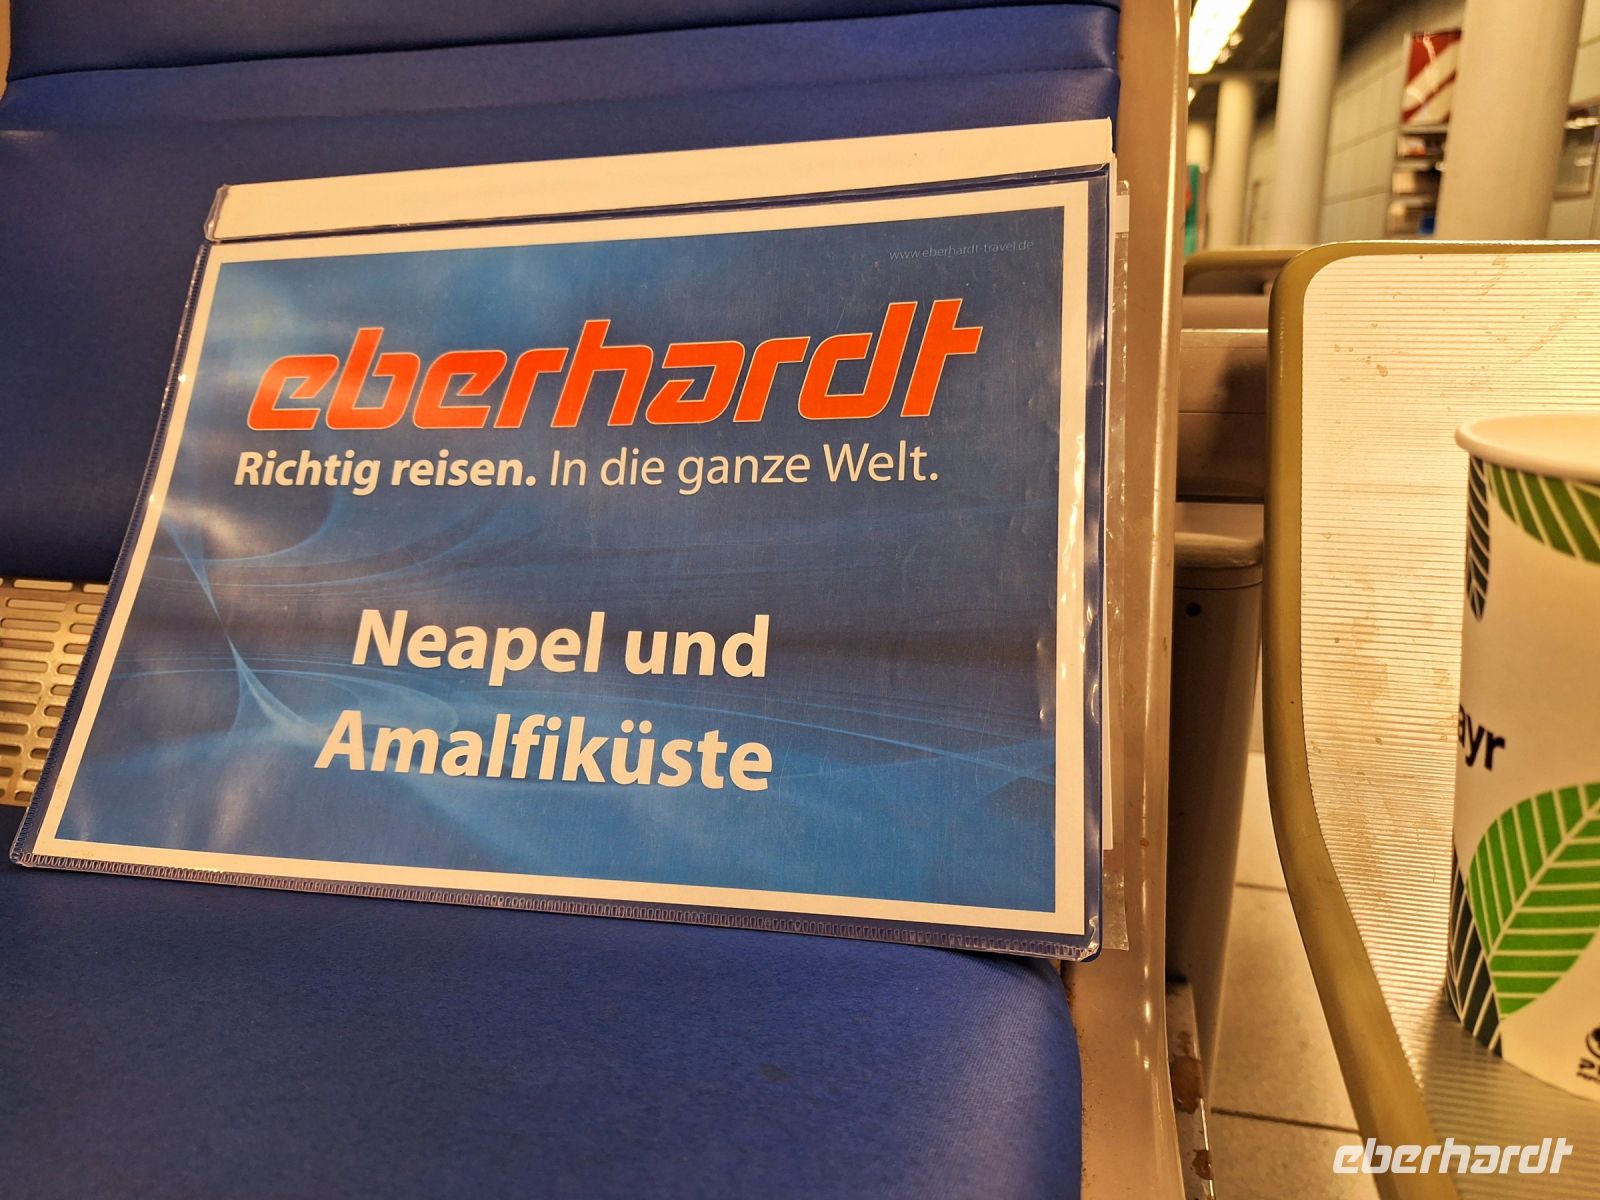 www.eberhardt-travel.de
eberhardt
Richtig reisen. In die ganze Welt.
Neapel und
Amalfiküste
ayr
eberhardt